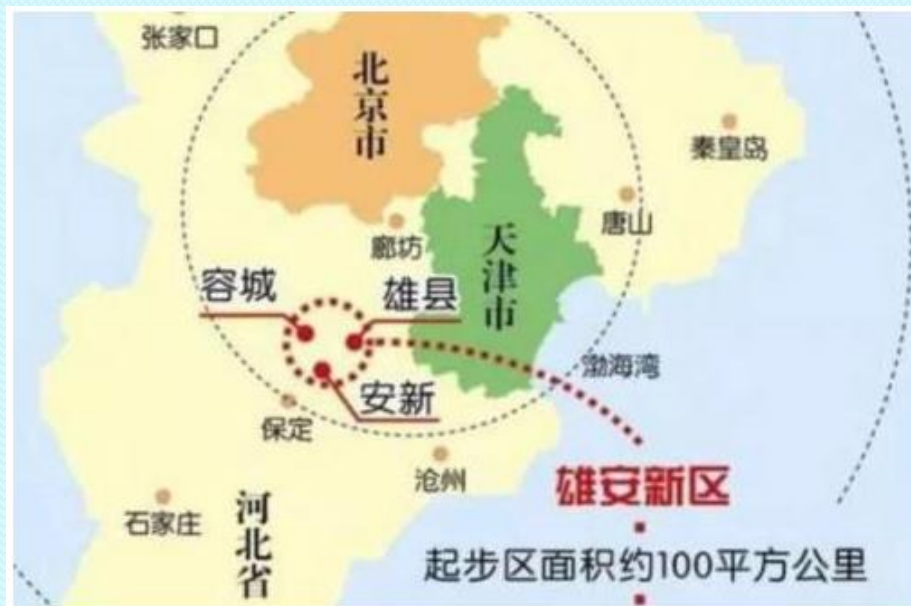 张家口
北京市
秦皇岛
唐山
廊坊
天津市
容城
雄县
渤海湾
安新
保定
沧州
雄安新区
石家庄
河北省
起步区面积约100平方公里